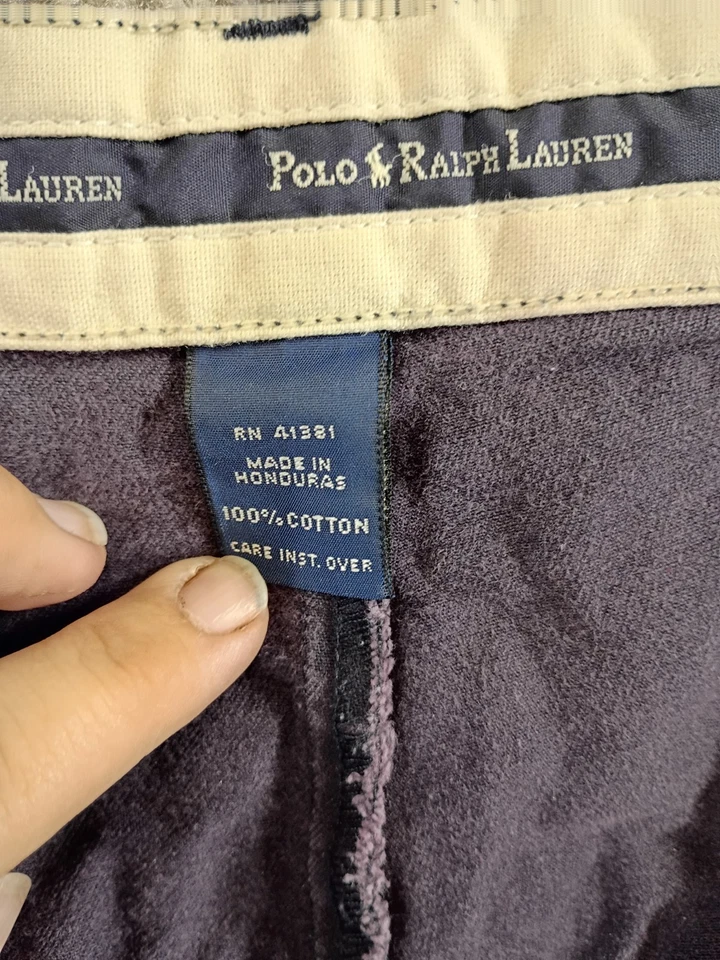 LAUREN POLO RALPH LAUREN
RN 41381
MADE IN
HONDURAS
100% COTTON
CARE INST. OVER